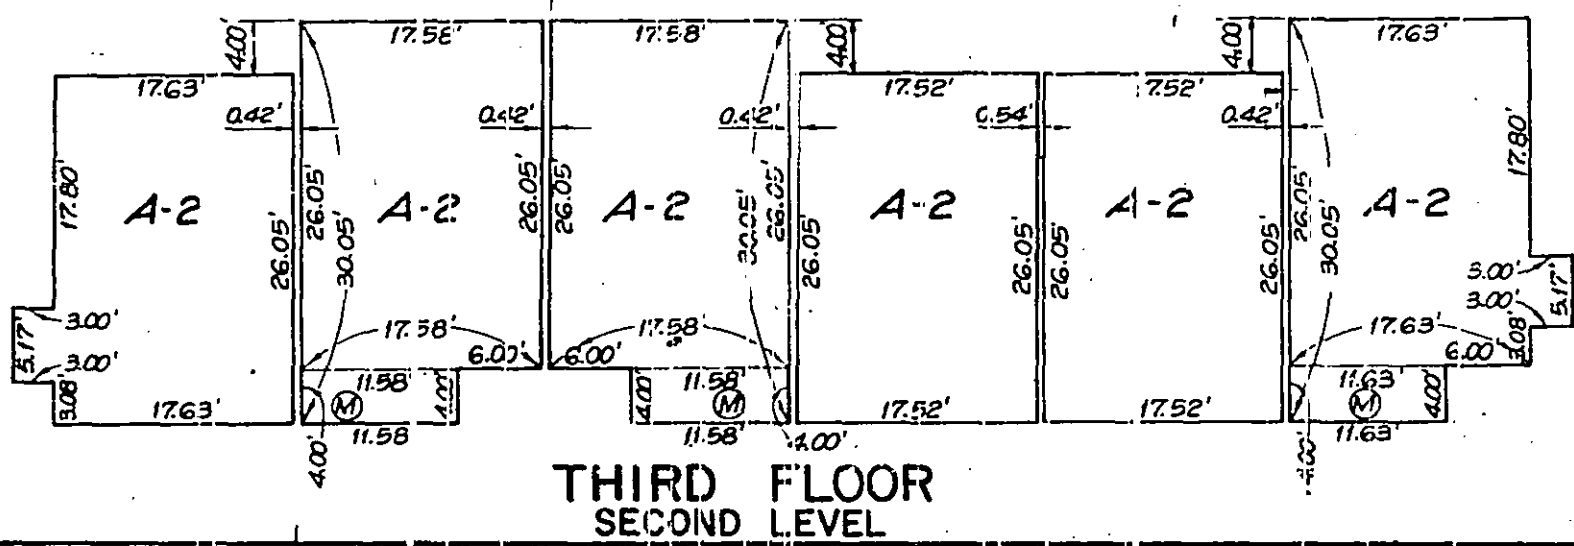 4.00 17.58' 17.58' 4.00 4.00 17.63'
17.63' 17.52' 7.52'
0.42' 0.42' 0.42' 0.54' 0.42'
17.80' 26.05' 26.05' 26.05' 26.05' 26.05' 17.80'
A-2 A-2 A-2 A-2 A-2 A-2
26.05' 30.05' 30.05' 26.05' 26.05' 26.05' 26.05' 30.05'
3.00' 5.17'
5.17' 3.00' 17.58' 17.58' 3.00' 17.63' 3.08'
3.00' 6.00' 6.00' 6.00'
3.08' 11.58' 4.00' 4.00' 11.58' 11.63' 4.00'
17.63' M M 17.52' 17.52' M
11.58 11.58' 11.63'
4.00' 4.00'
THIRD FLOOR
SECOND LEVEL